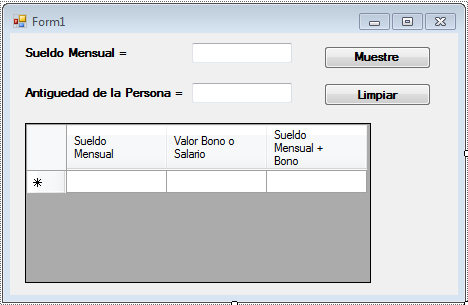 Form1
Sueldo Mensual =
Muestre
Antiguedad de la Persona =
Limpiar
Sueldo
Mensual
Valor Bono o
Salario
Sueldo
Mensual +
Bono